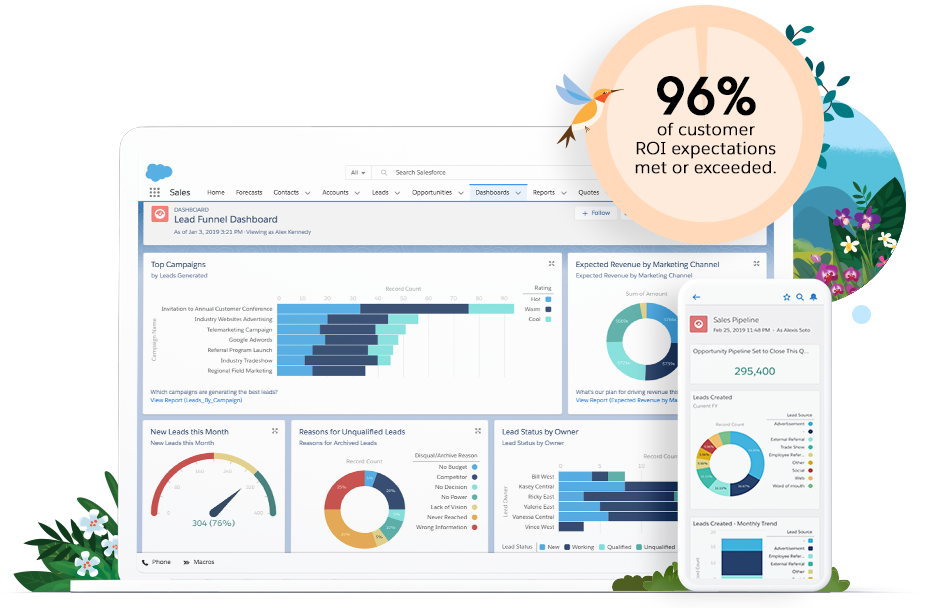 96%
of customer
ROI expectations
met or exceeded.
All
Search Salesforce
Sales
Home
Forecasts
Contacts
Accounts
Leads
Opportunities
Dashboards
Reports
Quotes
DASHBOARD
Lead Funnel Dashboard
As of Jan 3, 2019 3:21 PM · Viewing as Alex Kennedy
+ Follow
Top Campaigns
by Leads Generated
Record Count
0 10 20 30 40 50 60 70 80 90
Rating
Hot
Warm
Cool
Campaign Name
Invitation to Annual Customer Conference
Industry Websites Advertising
Telemarketing Campaign
Google Adwords
Referral Program Launch
Industry Tradeshow
Regional Field Marketing
Which campaigns are generating the best leads?
View Report (Leads_By_Campaign)
Expected Revenue by Marketing Channel
Expected Revenue by Marketing Channel
Sum of Amount
What's our plan for driving revenue th
View Report (Expected Revenue by Ma
New Leads this Month
New Leads this Month
304 (76%)
Reasons for Unqualified Leads
Reasons for Archived Leads
Record Count
Disqual/Archive Reason
No Budget
Competitor
No Decision
No Power
Lack of Vision
Never Reached
Wrong Information
Lead Status by Owner
Lead Status by Owner
Record Coun
0 5 10
Lead Owner
Bill West
Kasey Central
Ricky East
Valorie East
Vanessa Central
Vince West
Lead Status
New
Working
Qualified
Unqualified
Phone
Macros
Sales Pipeline
Feb 25, 2019 11:48 PM · As Alexis Soto
Opportunity Pipeline Set to Close This Q...
295,400
Leads Created
Current FY
Record Count
Lead Source
-
Advertisement
External Referral
Trade Show
Employee Refer...
Other
Social
Web
Word of mouth
Leads Created - Monthly Trend
Lead Source
-
Advertisement
Employee Refer...
External Referral
Other